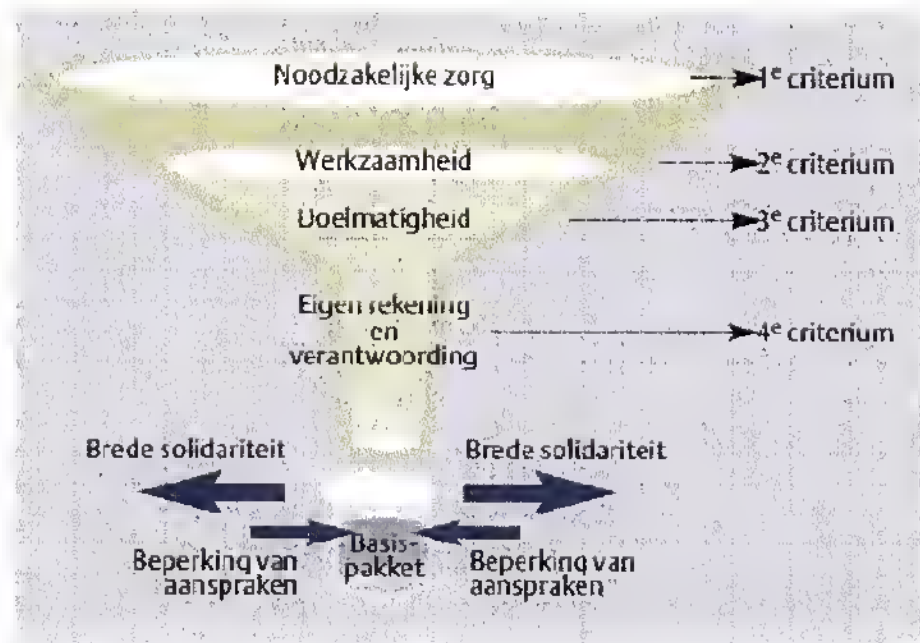 Noodzakelijke zorg
1e criterium
Werkzaamheid
2e criterium
Doelmatigheid
3e criterium
Eigen rekening
en
verantwoording
4e criterium
Brede solidariteit
Brede solidariteit
Basis-
pakket
Beperking van
aanspraken
Beperking van
aanspraken